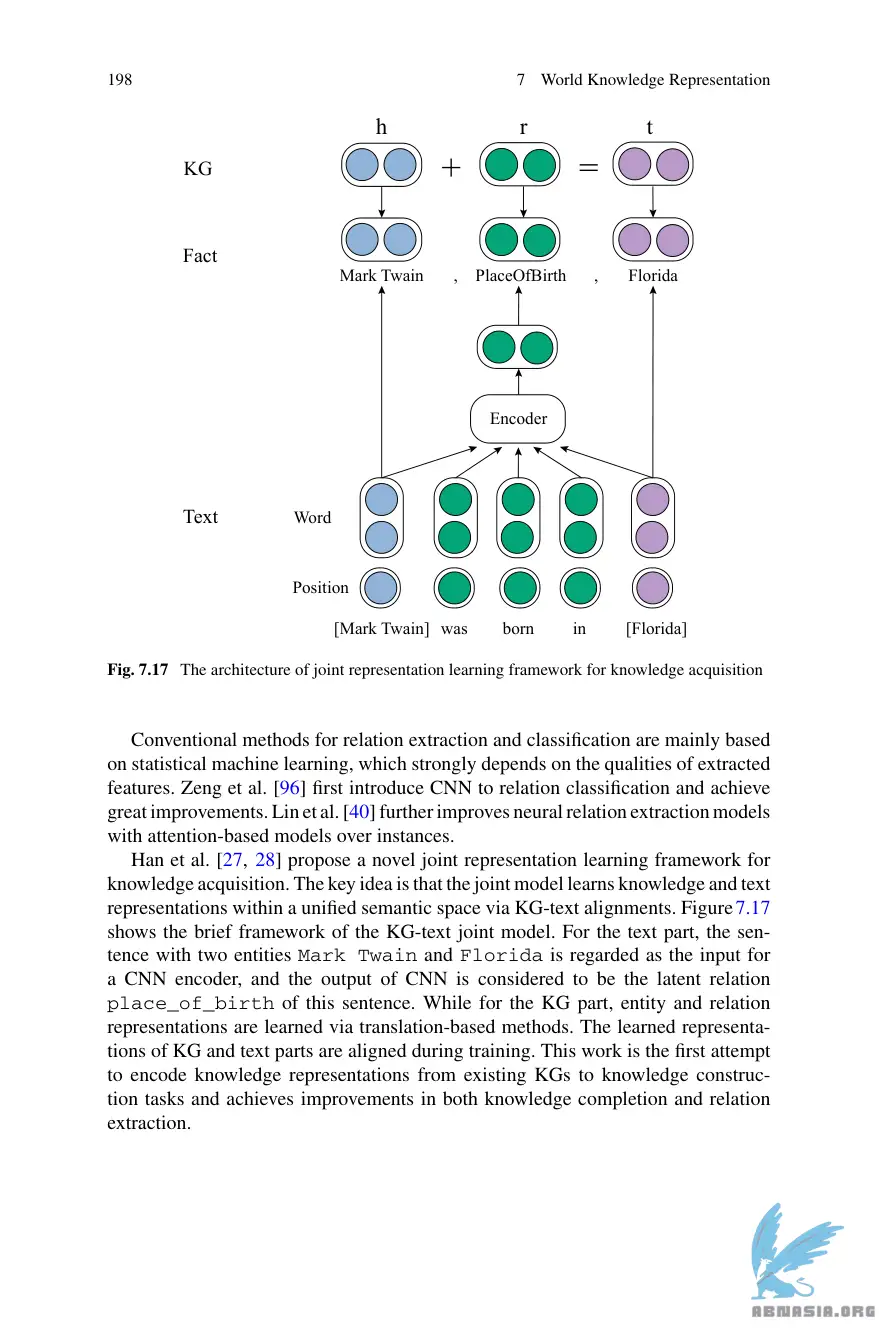 198
7 World Knowledge Representation
h r t
KG + =
Fact
Mark Twain , PlaceOfBirth , Florida
Encoder
Text Word
Position
[Mark Twain] was born in [Florida]
Fig. 7.17 The architecture of joint representation learning framework for knowledge acquisition
Conventional methods for relation extraction and classification are mainly based
on statistical machine learning, which strongly depends on the qualities of extracted
features. Zeng et al. [96] first introduce CNN to relation classification and achieve
great improvements. Lin et al. [40] further improves neural relation extraction models
with attention-based models over instances.
Han et al. [27, 28] propose a novel joint representation learning framework for
knowledge acquisition. The key idea is that the joint model learns knowledge and text
representations within a unified semantic space via KG-text alignments. Figure 7.17
shows the brief framework of the KG-text joint model. For the text part, the sen-
tence with two entities Mark Twain and Florida is regarded as the input for
a CNN encoder, and the output of CNN is considered to be the latent relation
place_of_birth of this sentence. While for the KG part, entity and relation
representations are learned via translation-based methods. The learned representa-
tions of KG and text parts are aligned during training. This work is the first attempt
to encode knowledge representations from existing KGs to knowledge construc-
tion tasks and achieves improvements in both knowledge completion and relation
extraction.
ABNASIA.ORG